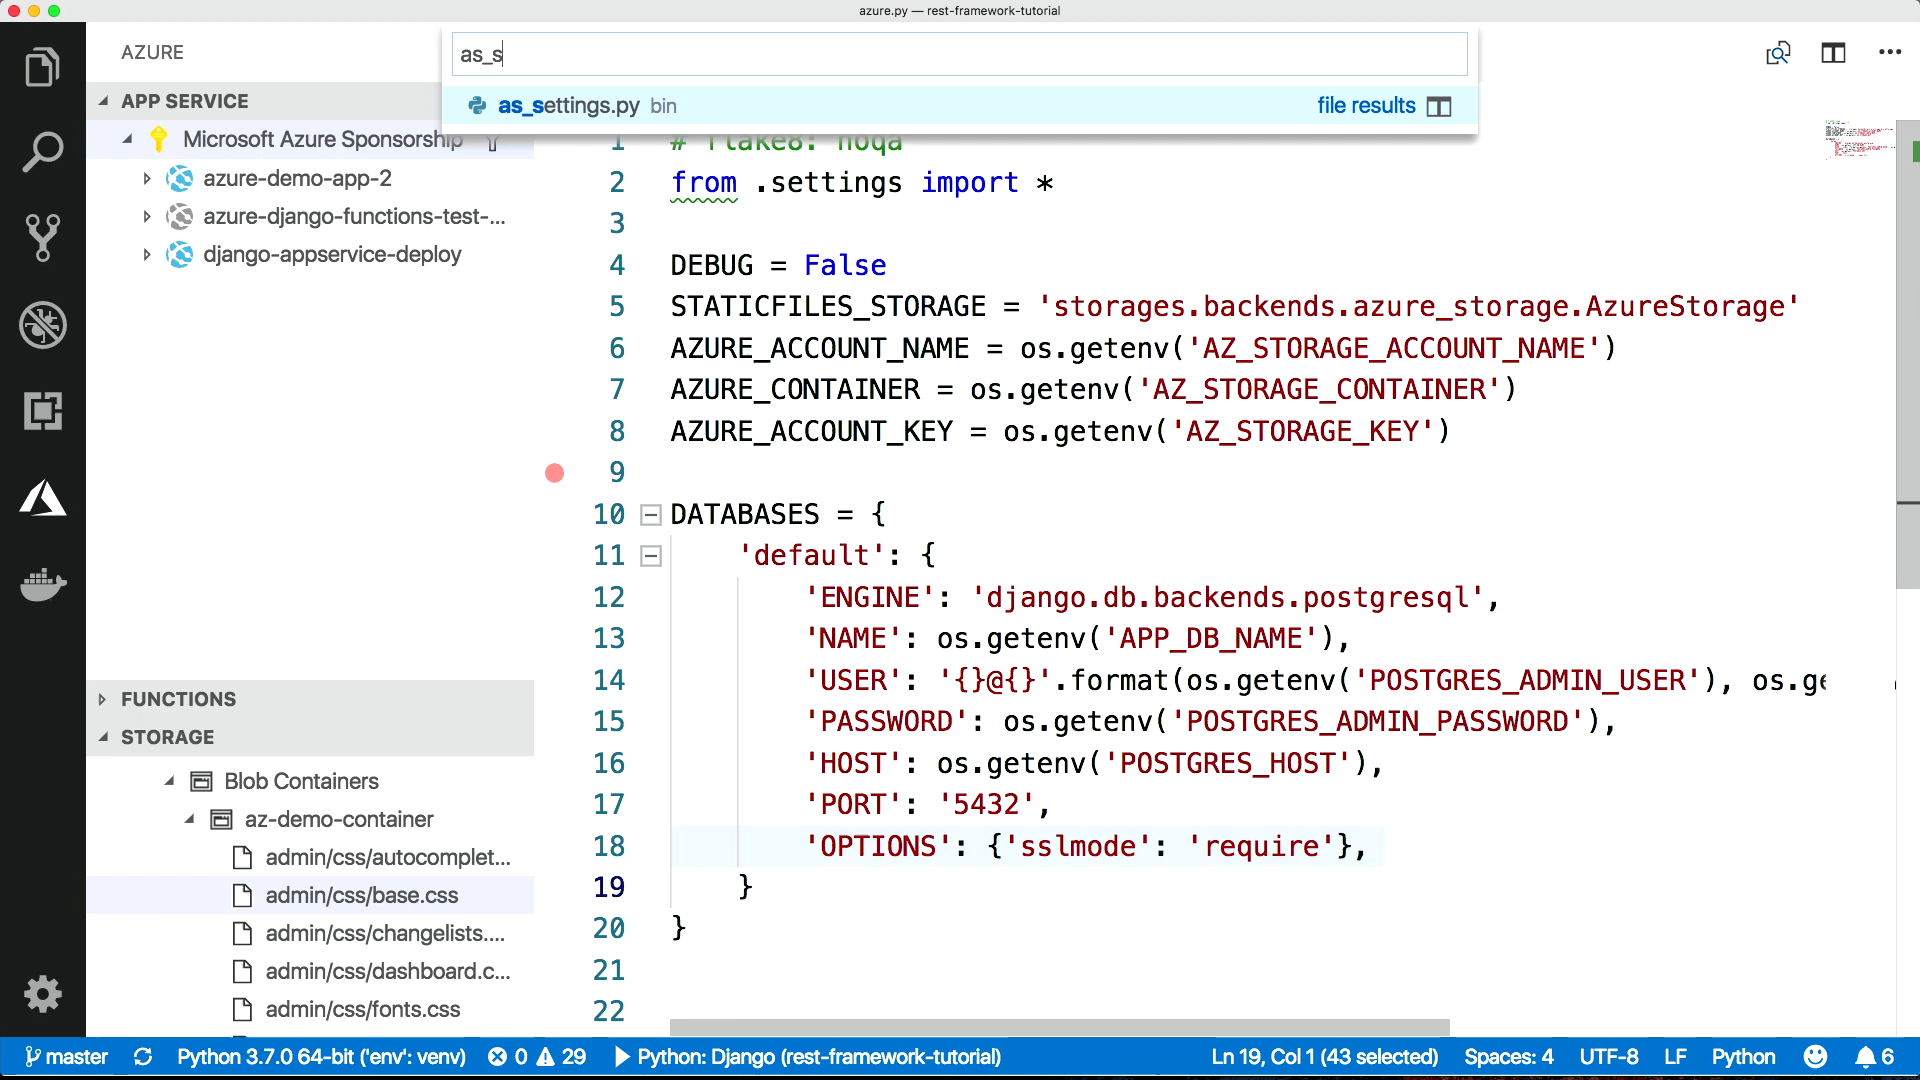 azure.py — rest-framework-tutorial
AZURE
as_s
as_settings.py bin file results
APP SERVICE
Microsoft Azure Sponsorship
azure-demo-app-2
azure-django-functions-test-...
django-appservice-deploy
FUNCTIONS
STORAGE
Blob Containers
az-demo-container
admin/css/autocomplet...
admin/css/base.css
admin/css/changelists....
admin/css/dashboard.c...
admin/css/fonts.css
1 # flake8: noqa
2 from .settings import *
3
4 DEBUG = False
5 STATICFILES_STORAGE = 'storages.backends.azure_storage.AzureStorage'
6 AZURE_ACCOUNT_NAME = os.getenv('AZ_STORAGE_ACCOUNT_NAME')
7 AZURE_CONTAINER = os.getenv('AZ_STORAGE_CONTAINER')
8 AZURE_ACCOUNT_KEY = os.getenv('AZ_STORAGE_KEY')
9
10 DATABASES = {
11 'default': {
12 'ENGINE': 'django.db.backends.postgresql',
13 'NAME': os.getenv('APP_DB_NAME'),
14 'USER': '{}@{}'.format(os.getenv('POSTGRES_ADMIN_USER'), os.ge
15 'PASSWORD': os.getenv('POSTGRES_ADMIN_PASSWORD'),
16 'HOST': os.getenv('POSTGRES_HOST'),
17 'PORT': '5432',
18 'OPTIONS': {'sslmode': 'require'},
19 }
20 }
21
22
master Python 3.7.0 64-bit ('env': venv) 0 29 Python: Django (rest-framework-tutorial) Ln 19, Col 1 (43 selected) Spaces: 4 UTF-8 LF Python 6